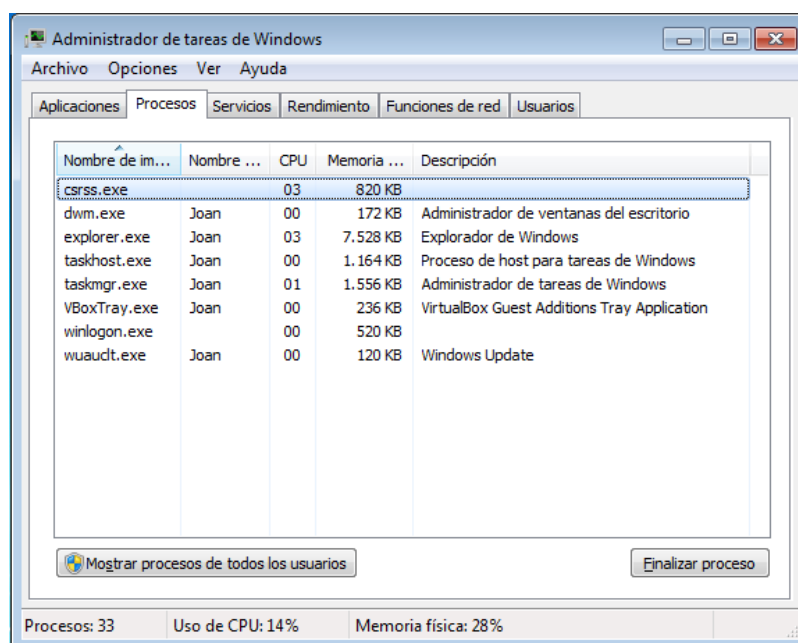 Administrador de tareas de Windows
Archivo Opciones Ver Ayuda
Aplicaciones Procesos Servicios Rendimiento Funciones de red Usuarios
Nombre de im... Nombre ... CPU Memoria ... Descripción
csrss.exe 03 820 KB
dwm.exe Joan 00 172 KB Administrador de ventanas del escritorio
explorer.exe Joan 03 7.528 KB Explorador de Windows
taskhost.exe Joan 00 1.164 KB Proceso de host para tareas de Windows
taskmgr.exe Joan 01 1.556 KB Administrador de tareas de Windows
VBoxTray.exe Joan 00 236 KB VirtualBox Guest Additions Tray Application
winlogon.exe 00 520 KB
wuauclt.exe Joan 00 120 KB Windows Update
Mostrar procesos de todos los usuarios Finalizar proceso
Procesos: 33 Uso de CPU: 14% Memoria física: 28%